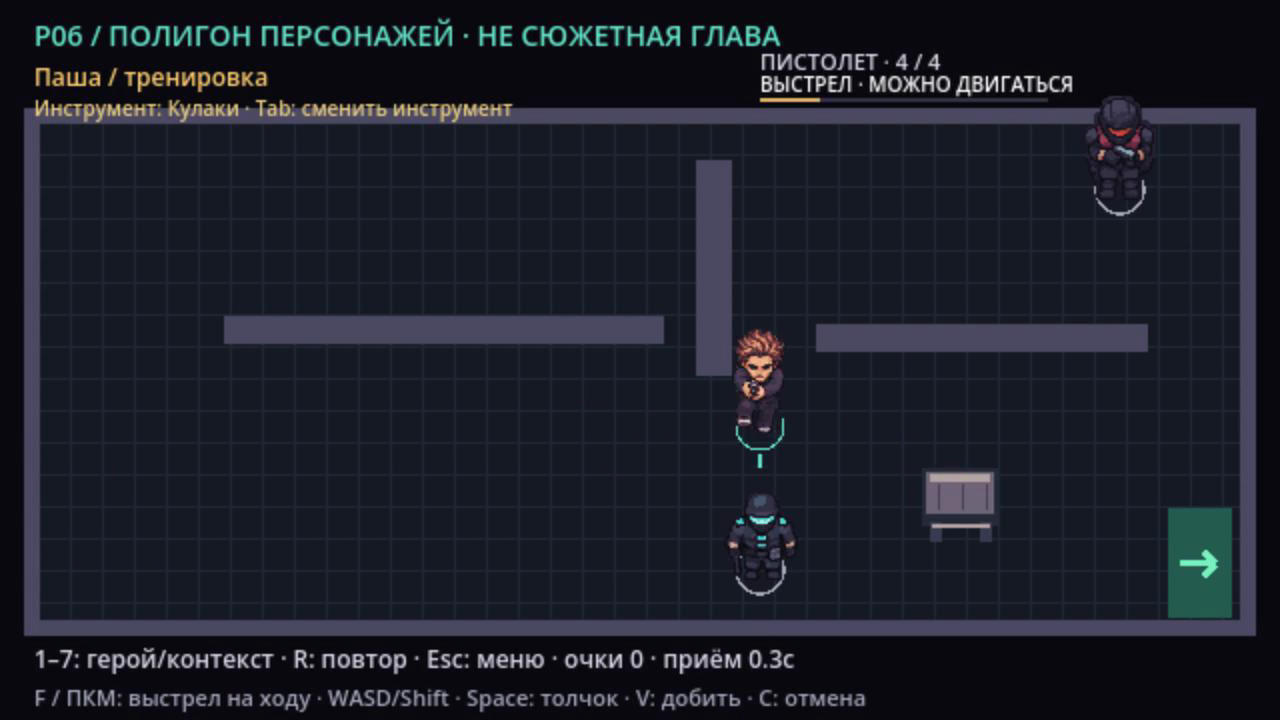 P06 / ПОЛИГОН ПЕРСОНАЖЕЙ · НЕ СЮЖЕТНАЯ ГЛАВА
Паша / тренировка
ПИСТОЛЕТ · 4 / 4
ВЫСТРЕЛ · МОЖНО ДВИГАТЬСЯ
Инструмент: Кулаки · Tab: сменить инструмент
→
1–7: герой/контекст · R: повтор · Esc: меню · очки 0 · приём 0.3с
F / ПКМ: выстрел на ходу · WASD/Shift · Space: толчок · V: добить · C: отмена